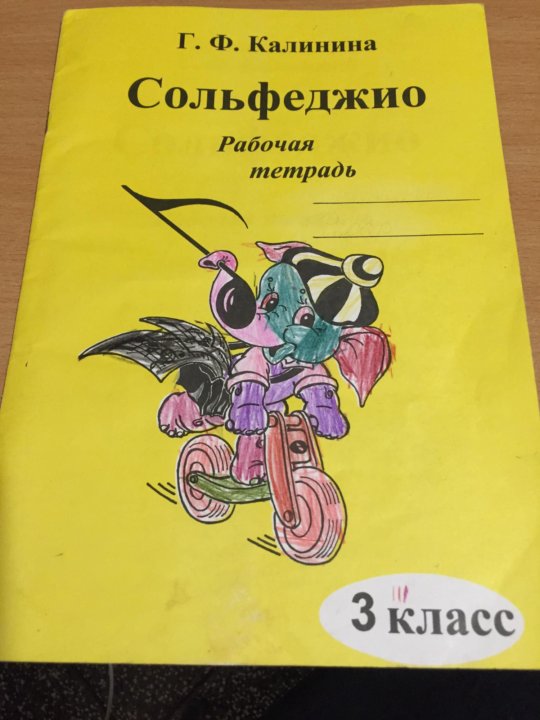 Г. Ф. Калинина
Сольфеджио
Рабочая
тетрадь
3 класс